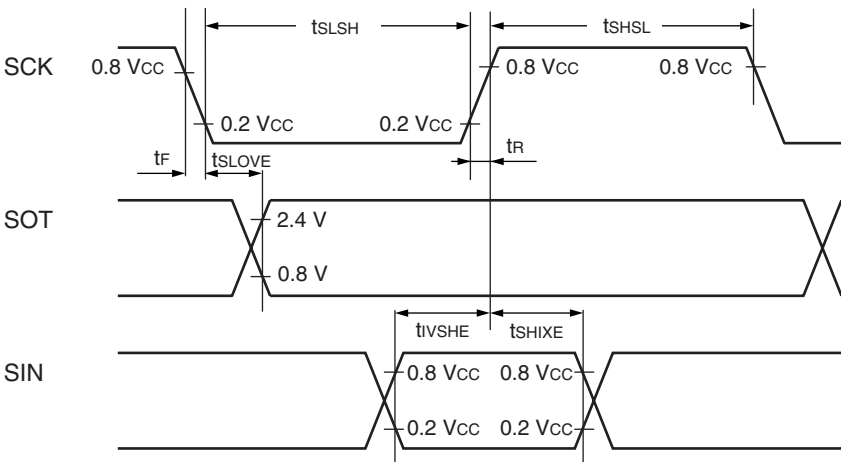 tSLSH tSHSL
SCK 0.8 VCC 0.8 VCC 0.8 VCC
0.2 VCC 0.2 VCC
tF tSLOVE tR
SOT 2.4 V
0.8 V
tIVSHE tSHIXE
SIN 0.8 VCC 0.8 VCC
0.2 VCC 0.2 VCC